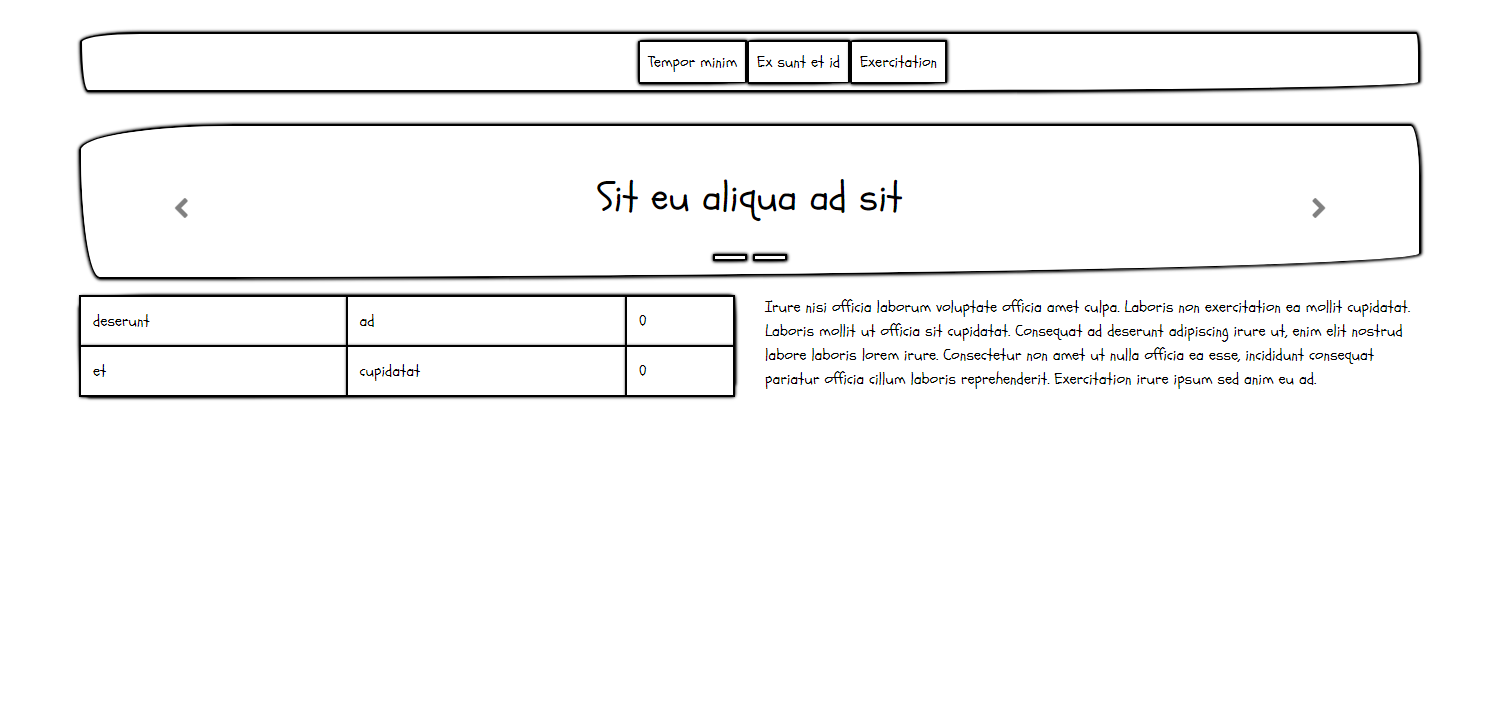 Tempor minim Ex sunt et id Exercitation
Sit eu aliqua ad sit
deserunt ad 0
et cupidatat 0
Irure nisi officia laborum voluptate officia amet culpa. Laboris non exercitation ea mollit cupidatat.
Laboris mollit ut officia sit cupidatat. Consequat ad deserunt adipiscing irure ut, enim elit nostrud
labore laboris lorem irure. Consectetur non amet ut nulla officia ea esse, incididunt consequat
pariatur officia cillum laboris reprehenderit. Exercitation irure ipsum sed anim eu ad.